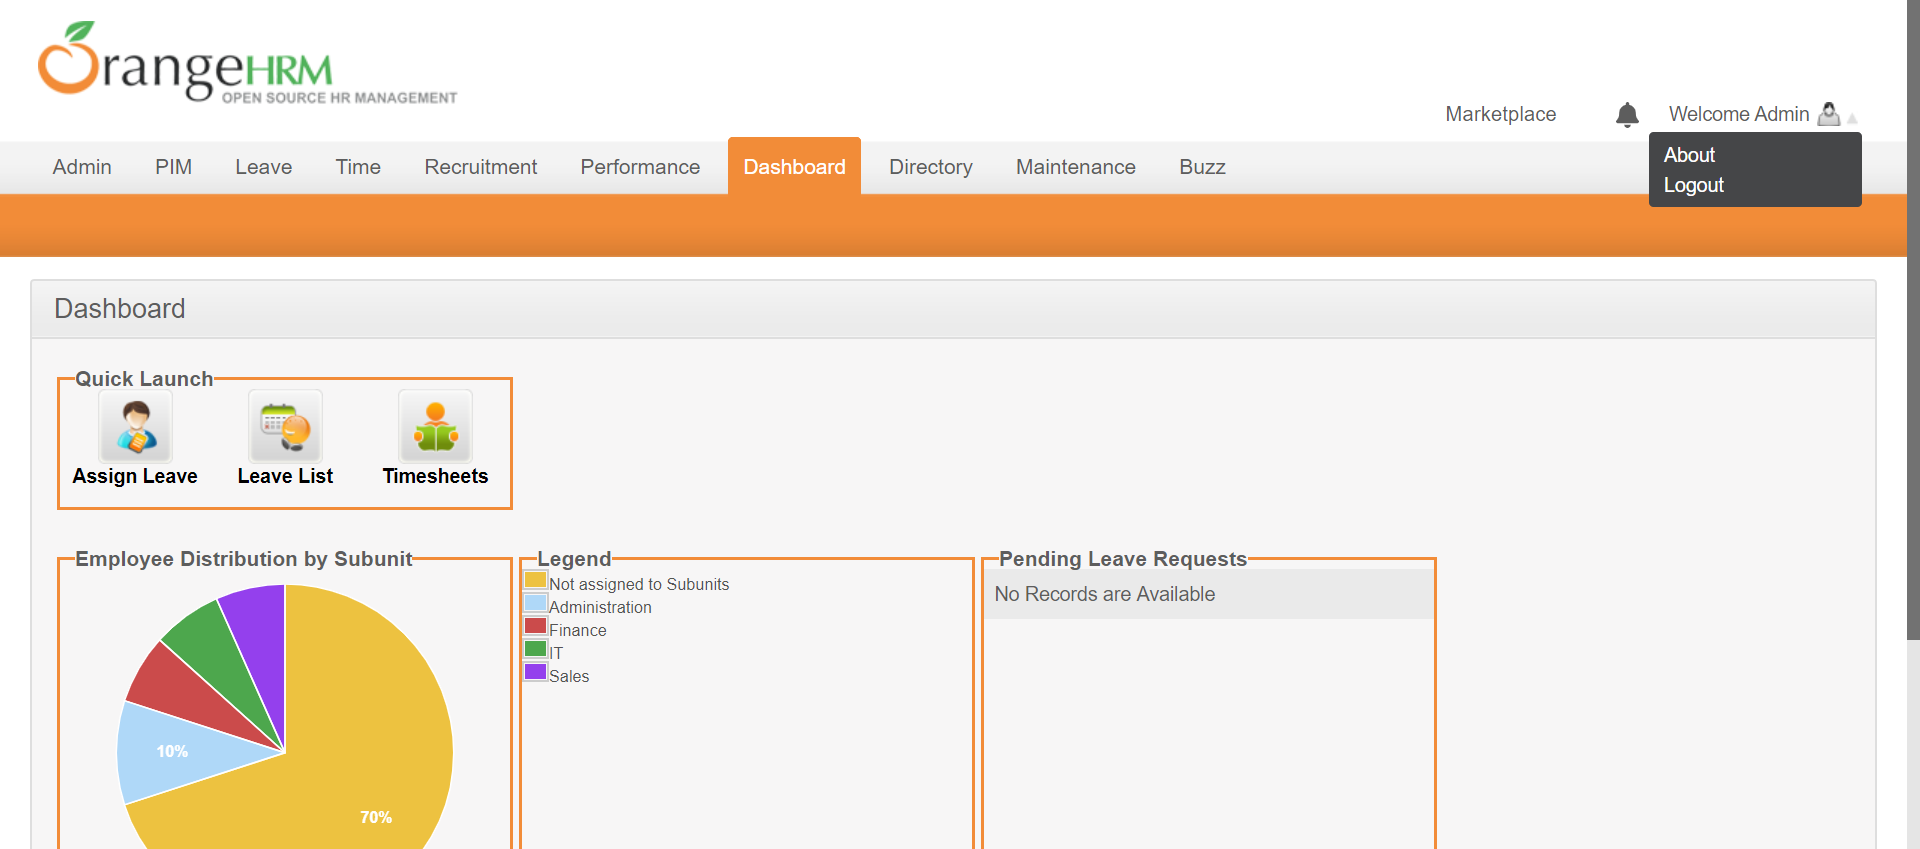 OrangeHRM
OPEN SOURCE HR MANAGEMENT
Marketplace
Welcome Admin
About
Logout
Admin PIM Leave Time Recruitment Performance Dashboard Directory Maintenance Buzz
Dashboard
Quick Launch
Assign Leave Leave List Timesheets
Employee Distribution by Subunit
10%
70%
Legend
Not assigned to Subunits
Administration
Finance
IT
Sales
Pending Leave Requests
No Records are Available